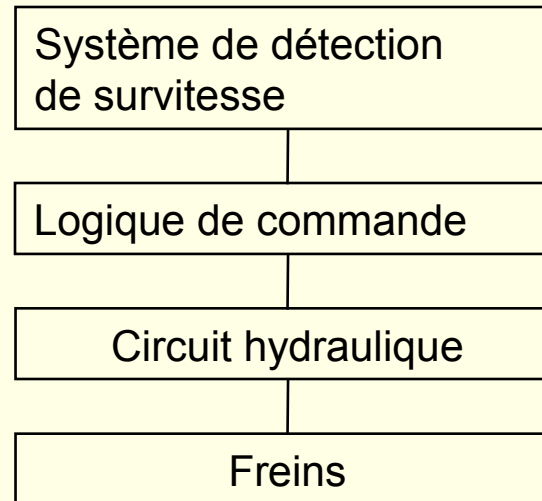 Système de détection
de survitesse
Logique de commande
Circuit hydraulique
Freins